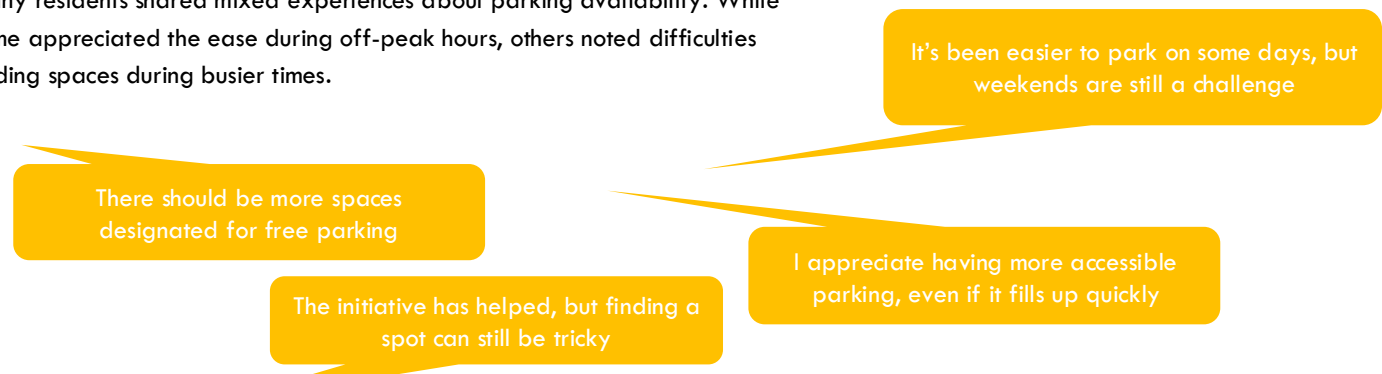 ny residents shared mixed experiences about parking availability. While
me appreciated the ease during off-peak hours, others noted difficulties
ding spaces during busier times.
It's been easier to park on some days, but
weekends are still a challenge
There should be more spaces
designated for free parking
I appreciate having more accessible
parking, even if it fills up quickly
The initiative has helped, but finding a
spot can still be tricky